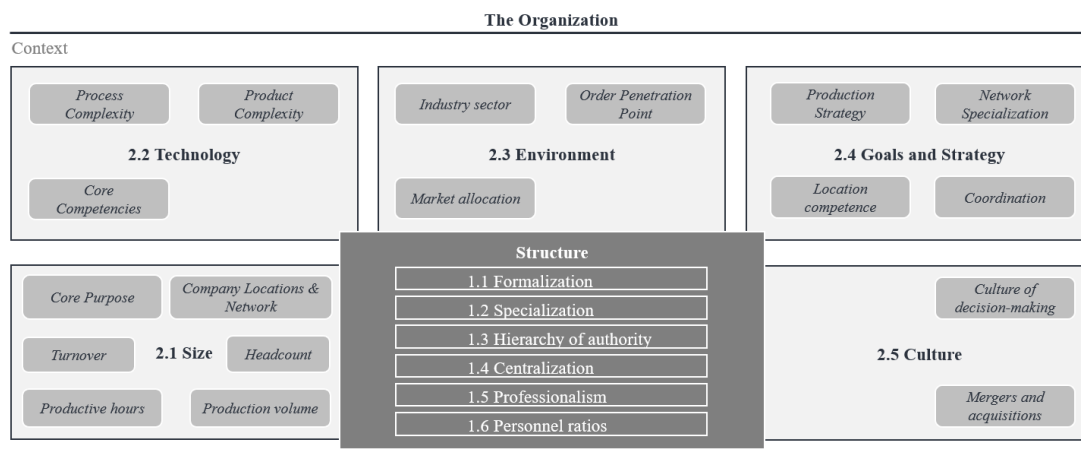 The Organization
Context
Process
Complexity
Product
Complexity
2.2 Technology
Core
Competencies
Industry sector
Order Penetration
Point
2.3 Environment
Market allocation
Production
Strategy
Network
Specialization
2.4 Goals and Strategy
Location
competence
Coordination
Core Purpose
Company Locations &
Network
Turnover
2.1 Size
Headcount
Productive hours
Production volume
Structure
1.1 Formalization
1.2 Specialization
1.3 Hierarchy of authority
1.4 Centralization
1.5 Professionalism
1.6 Personnel ratios
Culture of
decision-making
2.5 Culture
Mergers and
acquisitions